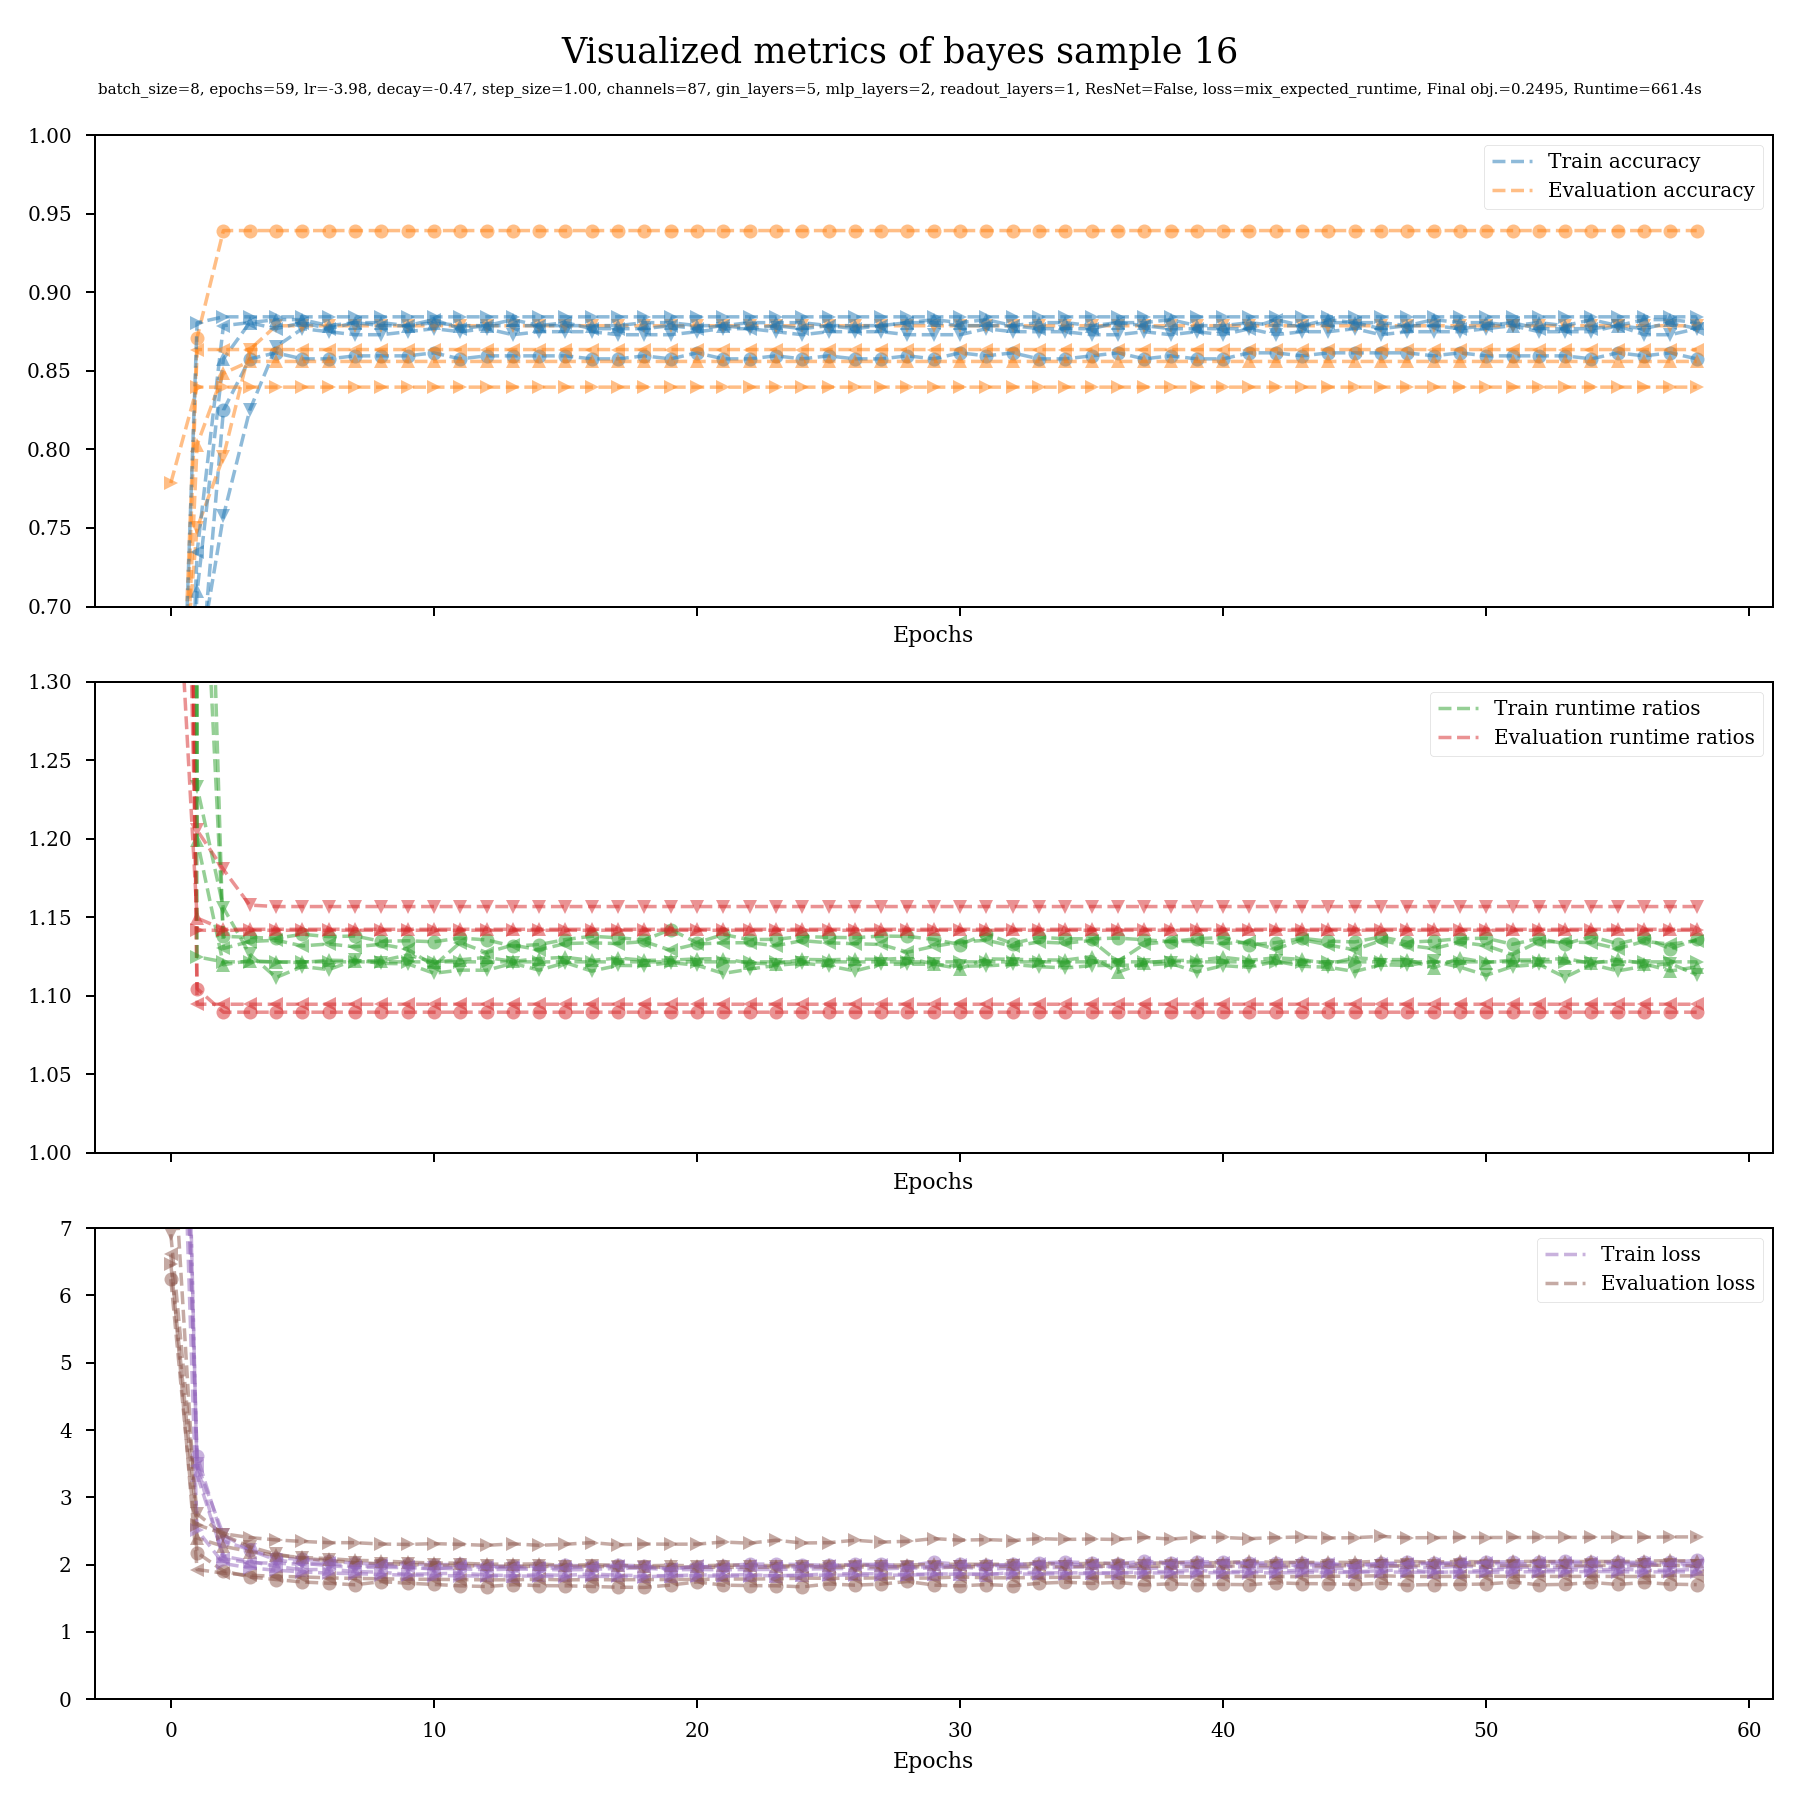 Visualized metrics of bayes sample 16
batch_size=8, epochs=59, lr=-3.98, decay=-0.47, step_size=1.00, channels=87, gin_layers=5, mlp_layers=2, readout_layers=1, ResNet=False, loss=mix_expected_runtime, Final obj.=0.2495, Runtime=661.4s
1.00
0.95
0.90
0.85
0.80
0.75
0.70
Train accuracy
Evaluation accuracy
Epochs
1.30
1.25
1.20
1.15
1.10
1.05
1.00
Train runtime ratios
Evaluation runtime ratios
Epochs
7
6
5
4
3
2
1
0
Train loss
Evaluation loss
0 10 20 30 40 50 60
Epochs